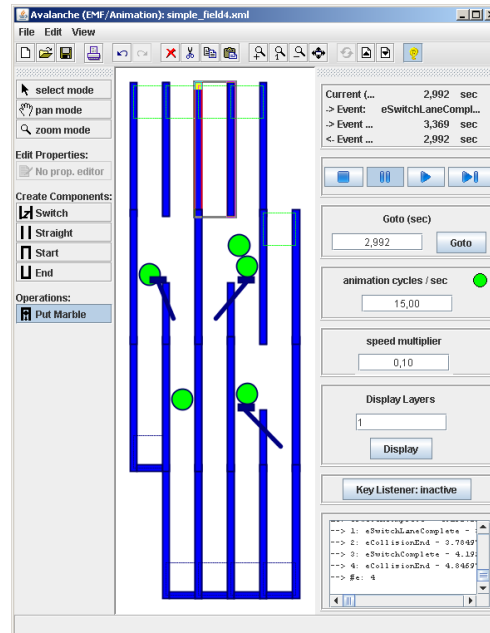 Avalanche (EMF/Animation): simple_field4.xml
File Edit View
select mode
pan mode
zoom mode
Edit Properties:
No prop. editor
Create Components:
Switch
Straight
Start
End
Operations:
Put Marble
Current (... 2,992 sec
-> Event: eSwitchLaneCompl...
-> Event ... 3,369 sec
<- Event ... 2,992 sec
Goto (sec)
2,992 Goto
animation cycles / sec
15,00
speed multiplier
0,10
Display Layers
1
Display
Key Listener: inactive
--> 1: eSwitchLaneComplete -
--> 2: eCollisionEnd - 3.7849
--> 3: eSwitchComplete - 4.19
--> 4: eCollisionEnd - 4.846
--> #e: 4